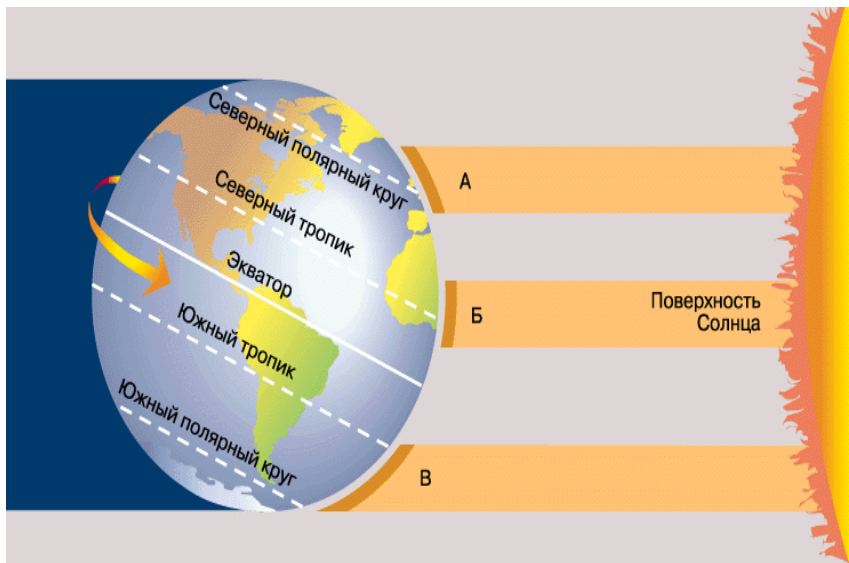 Северный полярный круг
А
Северный тропик
Экватор
Б
Поверхность
Солнца
Южный тропик
Южный полярный круг
В